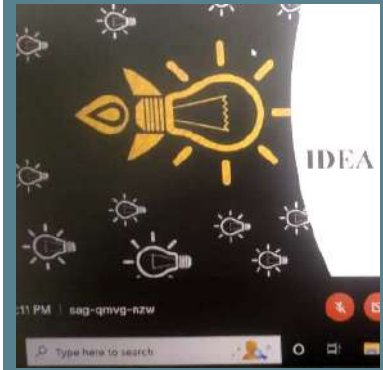 IDEA
:11 PM | sag-qmvg-nzw
Type here to search